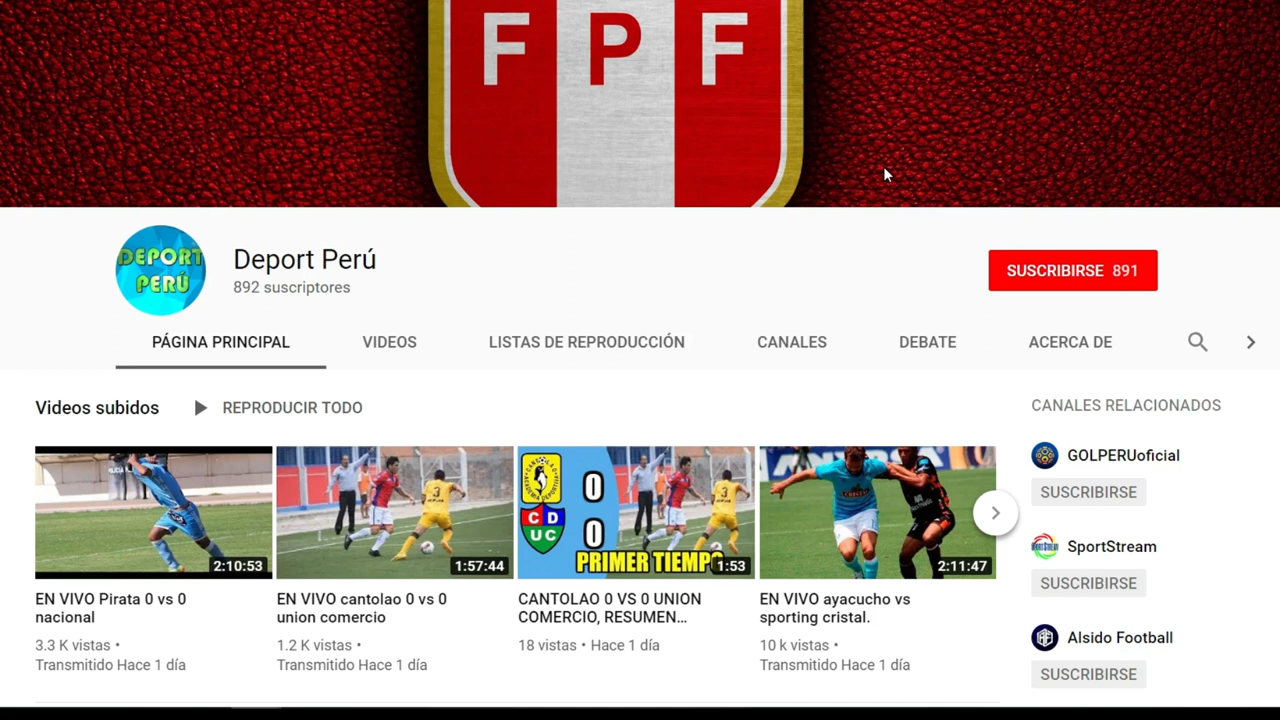 F P F
DEPORT
PERÚ
Deport Perú
892 suscriptores
SUSCRIBIRSE 891
PÁGINA PRINCIPAL
VIDEOS
LISTAS DE REPRODUCCIÓN
CANALES
DEBATE
ACERCA DE
Videos subidos
REPRODUCIR TODO
2:10:53
EN VIVO Pirata 0 vs 0
nacional
3.3 K vistas •
Transmitido Hace 1 día
3
1:57:44
EN VIVO cantolao 0 vs 0
union comercio
1.2 K vistas •
Transmitido Hace 1 día
0
C D
U C
0
3
PRIMER TIEMPO
1:53
CANTOLAO 0 VS 0 UNION
COMERCIO, RESUMEN...
18 vistas • Hace 1 día
2:11:47
EN VIVO ayacucho vs
sporting cristal.
10 k vistas •
Transmitido Hace 1 día
CANALES RELACIONADOS
GOLPERUoficial
SUSCRIBIRSE
SportStream
SUSCRIBIRSE
Alsido Football
SUSCRIBIRSE